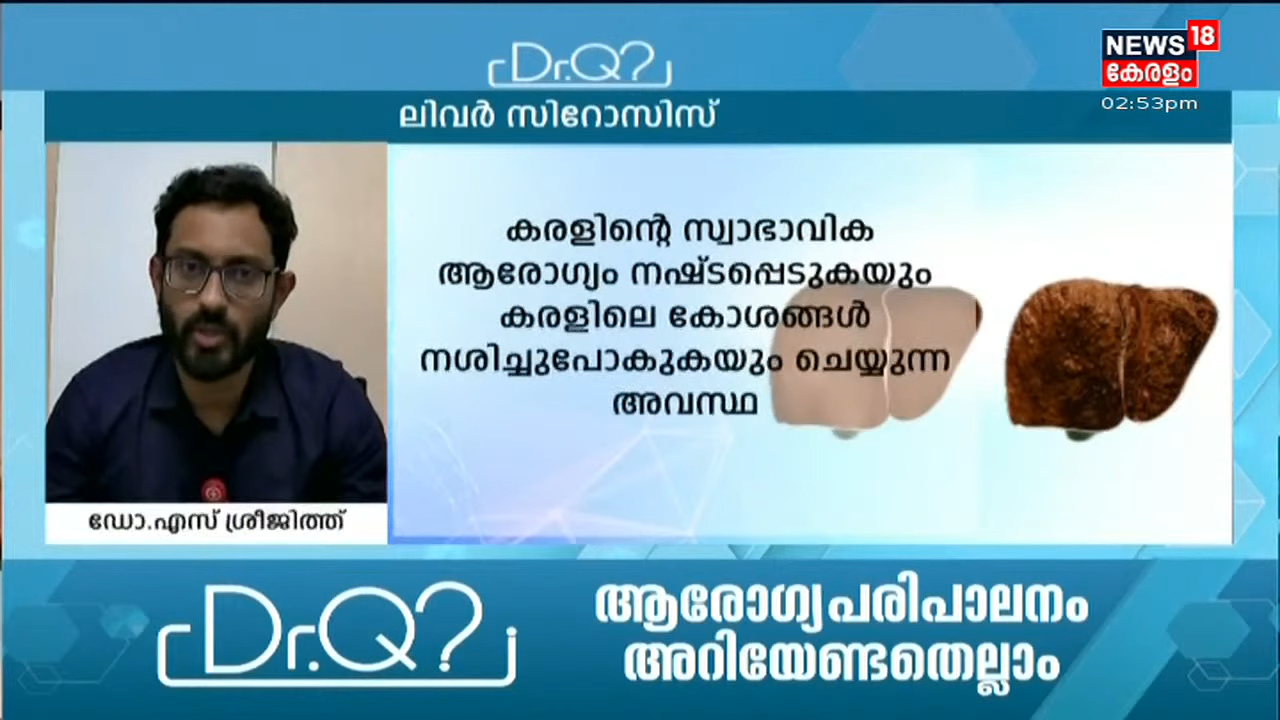 Dr.Q?
NEWS 18
കേരളം
02:53pm
ലിവർ സിറോസിസ്
കരളിന്റെ സ്വാഭാവിക
ആരോഗ്യം നഷ്ടപ്പെടുകയും
കരളിലെ കോശങ്ങൾ
നശിച്ചുപോകുകയും ചെയ്യുന്ന
അവസ്ഥ
ഡോ.എസ് ശ്രീജിത്ത്
Dr.Q?
ആരോഗ്യപരിപാലനം
അറിയേണ്ടതെല്ലാം